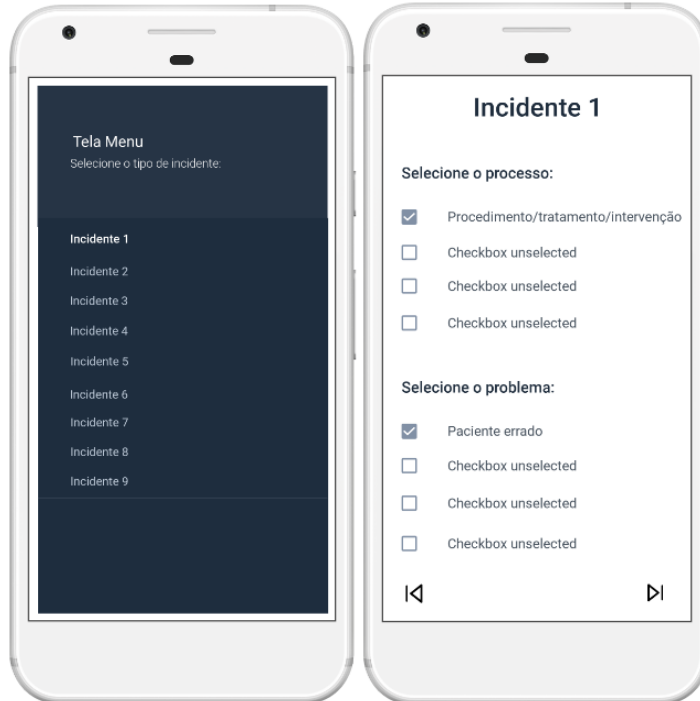 Tela Menu
Selecione o tipo de incidente:
Incidente 1
Incidente 2
Incidente 3
Incidente 4
Incidente 5
Incidente 6
Incidente 7
Incidente 8
Incidente 9
Incidente 1
Selecione o processo:
Procedimento/tratamento/intervenção
Checkbox unselected
Checkbox unselected
Checkbox unselected
Selecione o problema:
Paciente errado
Checkbox unselected
Checkbox unselected
Checkbox unselected